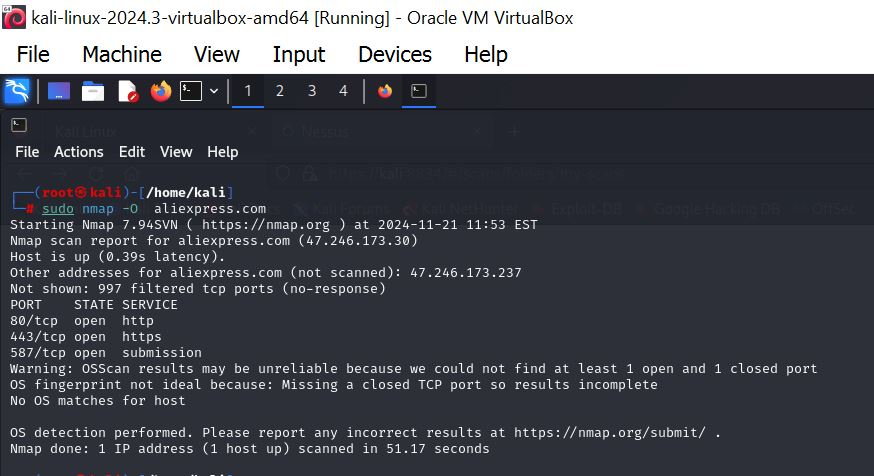 kali-linux-2024.3-virtualbox-amd64 [Running] - Oracle VM VirtualBox
File Machine View Input Devices Help
1 2 3 4
Kali Linux Nessus
File Actions Edit View Help
https://kali:8834/#/scans/folders/my-scans
┌──(root㉿kali)-[/home/kali]
└─# sudo nmap -O  aliexpress.com
Kali Forums Kali NetHunter Exploit-DB Google Hacking DB OffSec
Starting Nmap 7.94SVN ( https://nmap.org ) at 2024-11-21 11:53 EST
Nmap scan report for aliexpress.com (47.246.173.30)
Host is up (0.39s latency).
Other addresses for aliexpress.com (not scanned): 47.246.173.237
Not shown: 997 filtered tcp ports (no-response)
PORT    STATE SERVICE
80/tcp  open  http
443/tcp open  https
587/tcp open  submission
Warning: OSScan results may be unreliable because we could not find at least 1 open and 1 closed port
OS fingerprint not ideal because: Missing a closed TCP port so results incomplete
No OS matches for host
OS detection performed. Please report any incorrect results at https://nmap.org/submit/ .
Nmap done: 1 IP address (1 host up) scanned in 51.17 seconds